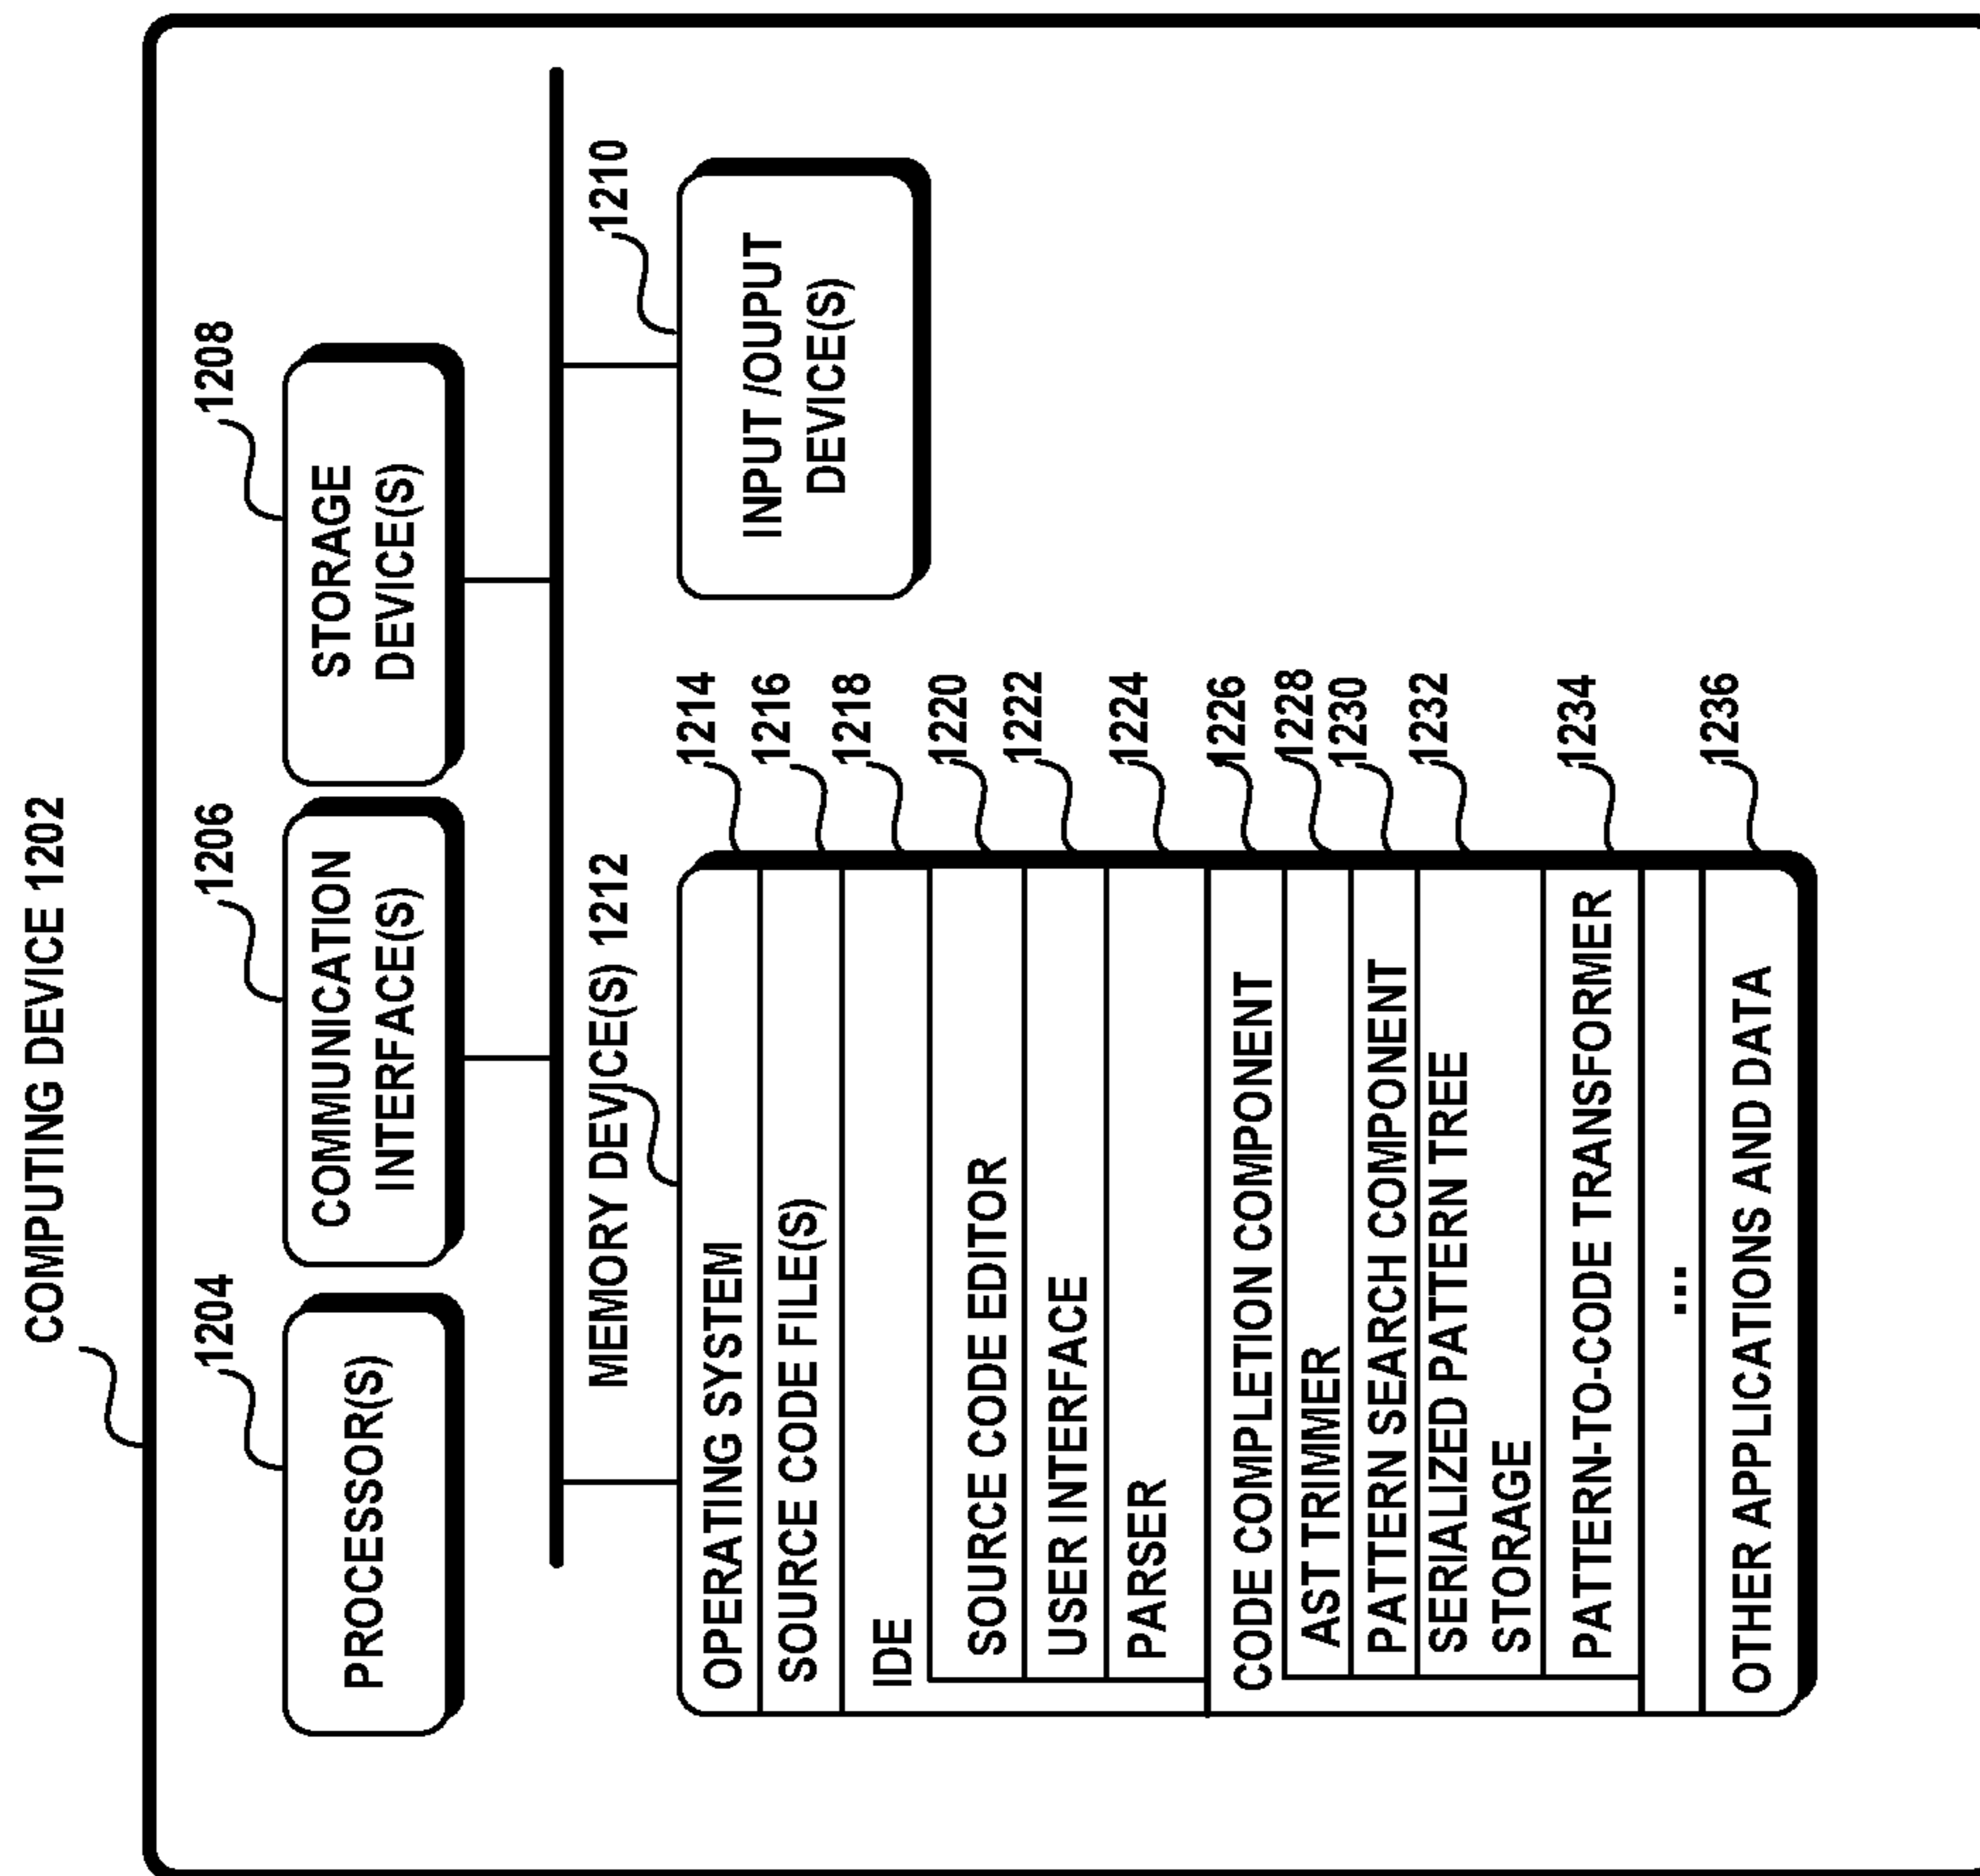 COMPUTING DEVICE 1202
1204
1206
1208
PROCESSOR(S)
COMMUNICATION
INTERFACE(S)
STORAGE
DEVICE(S)
MEMORY DEVICE(S) 1212
1210
INPUT /OUPUT
DEVICE(S)
OPERATING SYSTEM
1214
SOURCE CODE FILE(S)
1216
IDE
1218
SOURCE CODE EDITOR
1220
USER INTERFACE
1222
PARSER
1224
CODE COMPLETION COMPONENT
1226
AST TRIMMER
1228
PATTERN SEARCH COMPONENT
1230
SERIALIZED PATTERN TREE
STORAGE
1232
PATTERN-TO-CODE TRANSFORMER
1234
...
OTHER APPLICATIONS AND DATA
1236